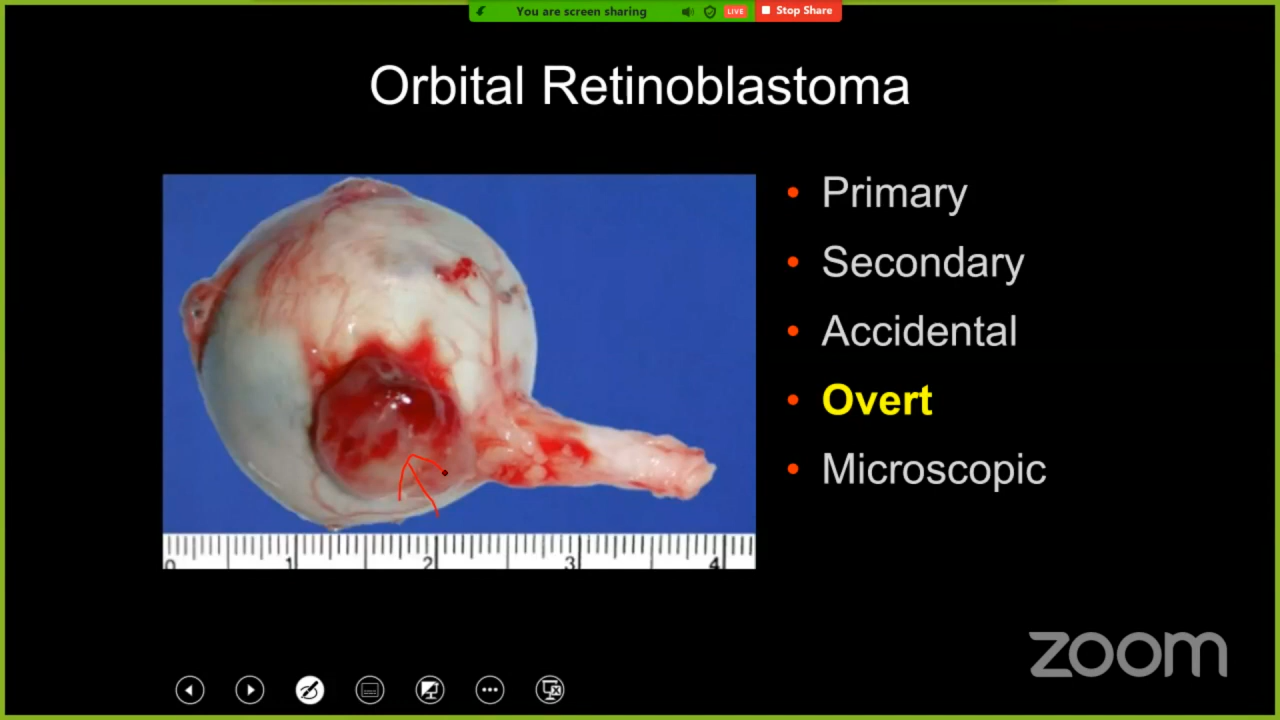 You are screen sharing LIVE Stop Share
Orbital Retinoblastoma
• Primary
• Secondary
• Accidental
• Overt
• Microscopic
0 1 2 3 4
zoom